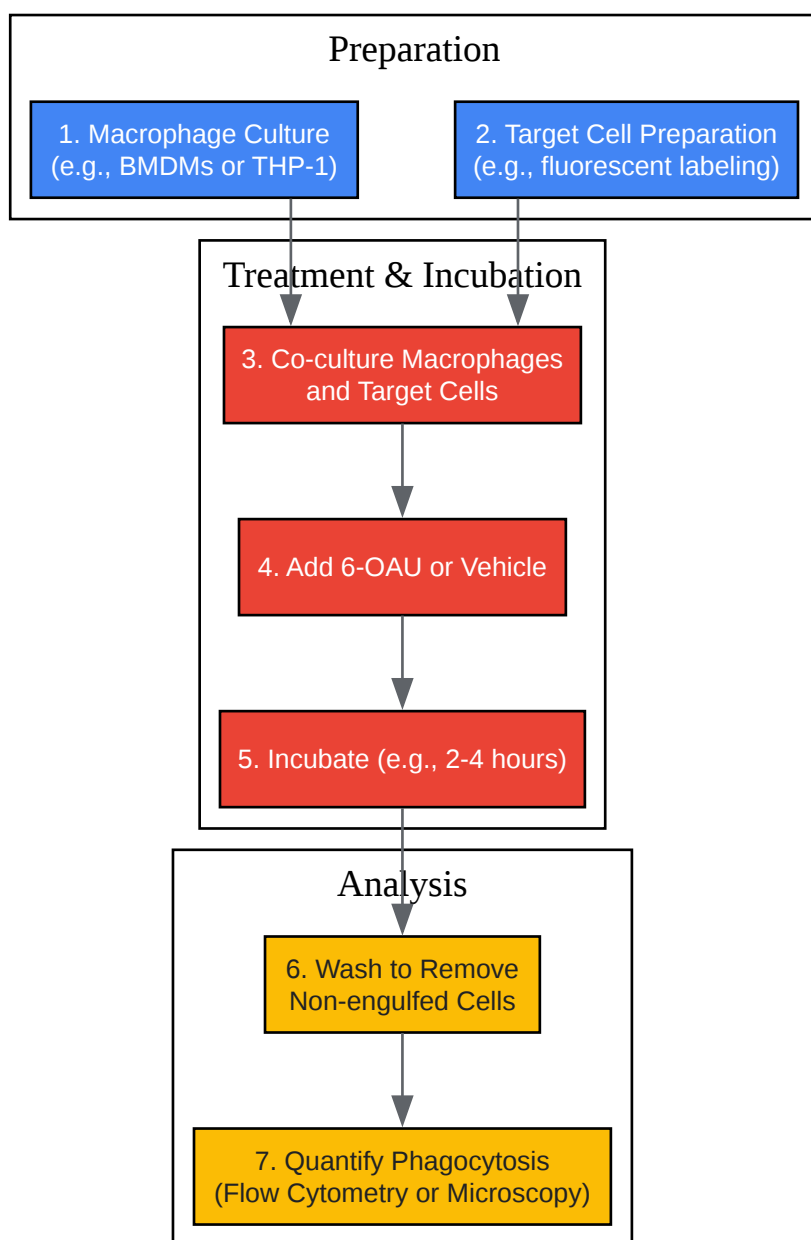 Preparation
1. Macrophage Culture
(e.g., BMDMs or THP-1)
2. Target Cell Preparation
(e.g., fluorescent labeling)
Treatment & Incubation
3. Co-culture Macrophages
and Target Cells
4. Add 6-OAU or Vehicle
5. Incubate (e.g., 2-4 hours)
Analysis
6. Wash to Remove
Non-engulfed Cells
7. Quantify Phagocytosis
(Flow Cytometry or Microscopy)